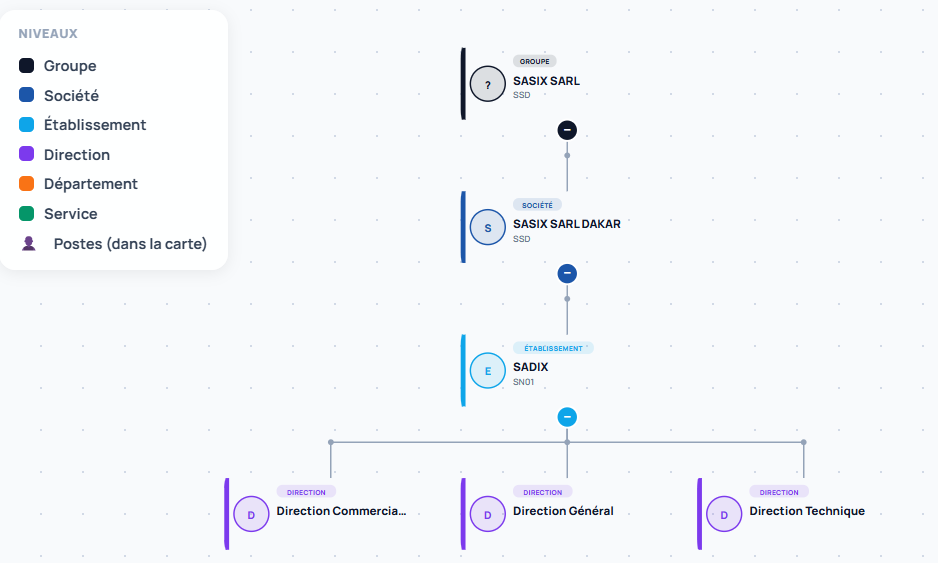 NIVEAUX
Groupe
Société
Établissement
Direction
Département
Service
Postes (dans la carte)
GROUPE
?
SASIX SARL
SSD
SOCIÉTÉ
S
SASIX SARL DAKAR
SSD
ÉTABLISSEMENT
E
SADIX
SN01
DIRECTION
D
Direction Commercia...
DIRECTION
D
Direction Général
DIRECTION
D
Direction Technique